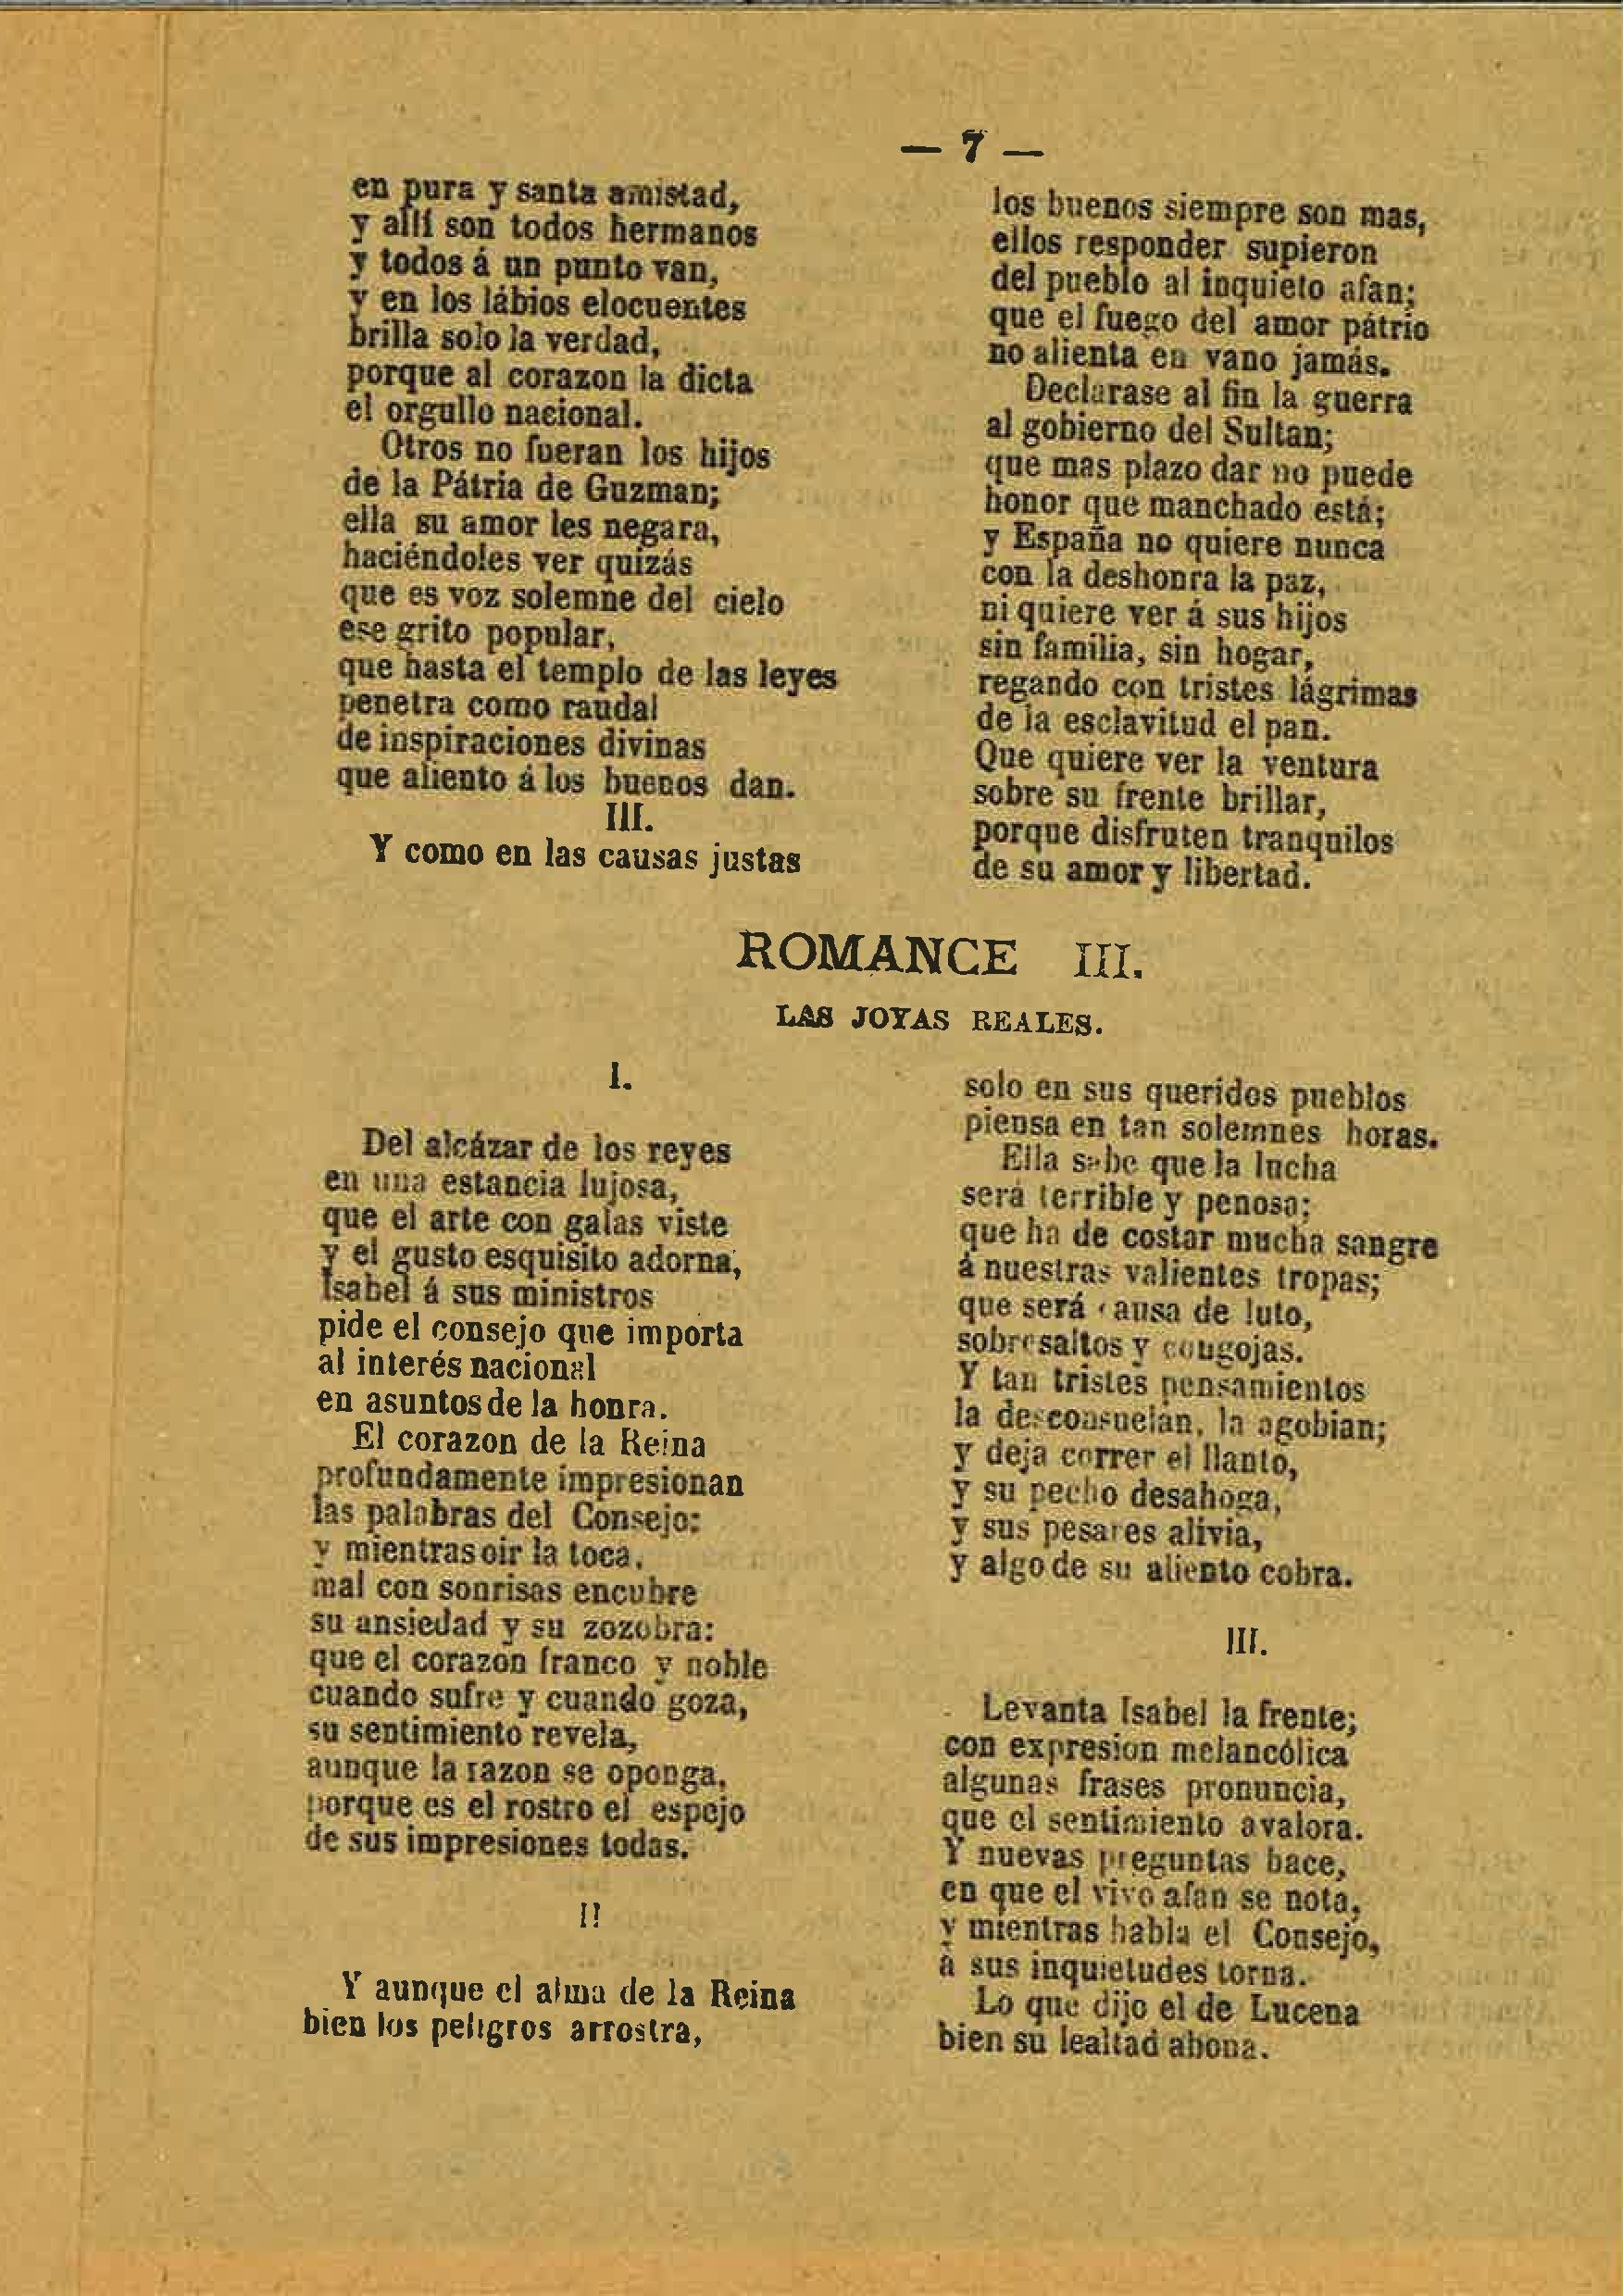 — 7 —
en pura y santa amistad,
y allí son todos hermanos
y todos á un punto van,
y en los lábios elocuentes
brilla solo la verdad,
porque al corazon la dicta
el orgullo nacional.
Otros no fueran los hijos
de la Pátria de Guzman;
ella su amor les negara,
haciéndoles ver quizás
que es voz solemne del cielo
ese grito popular,
que hasta el templo de las leyes
penetra como raudal
de inspiraciones divinas
que aliento á los buenos dan.
III.
Y como en las causas justas
los buenos siempre son mas,
ellos responder supieron
del pueblo al inquieto afan;
que el fuego del amor pátrio
no alienta en vano jamás.
Declarase al fin la guerra
al gobierno del Sultan;
que mas plazo dar no puede
honor que manchado está;
y España no quiere nunca
con la deshonra la paz,
ni quiere ver á sus hijos
sin familia, sin hogar,
regando con tristes lágrimas
de la esclavitud el pan.
Que quiere ver la ventura
sobre su frente brillar,
porque disfruten tranquilos
de su amor y libertad.
ROMANCE III.
LAS JOYAS REALES.
I.
Del alcázar de los reyes
en una estancia lujosa,
que el arte con galas viste
y el gusto esquisito adorna,
Isabel á sus ministros
pide el consejo que importa
al interés nacional
en asuntos de la honra.
El corazon de la Reina
profundamente impresionan
las palabras del Consejo:
y mientras oir la toca,
mal con sonrisas encubre
su ansiedad y su zozobra:
que el corazon franco y noble
cuando sufre y cuando goza,
su sentimiento revela,
aunque la razon se oponga,
porque es el rostro el espejo
de sus impresiones todas.
II
Y aunque el alma de la Reina
bien los peligros arrostra,
solo en sus queridos pueblos
piensa en tan solemnes horas.
Ella sabe que la lucha
será terrible y penosa;
que ha de costar mucha sangre
á nuestras valientes tropas;
que será causa de luto,
sobresaltos y congojas.
Y tan tristes pensamientos
la desconsuelan, la agobian;
y deja correr el llanto,
y su pecho desahoga,
y sus pesares alivia,
y algo de su aliento cobra.
III.
Levanta Isabel la frente;
con expresion melancólica
algunas frases pronuncia,
que el sentimiento avalora.
Y nuevas preguntas hace,
en que el vivo afan se nota,
y mientras habla el Consejo,
á sus inquietudes torna.
Lo que dijo el de Lucena
bien su lealtad abona.